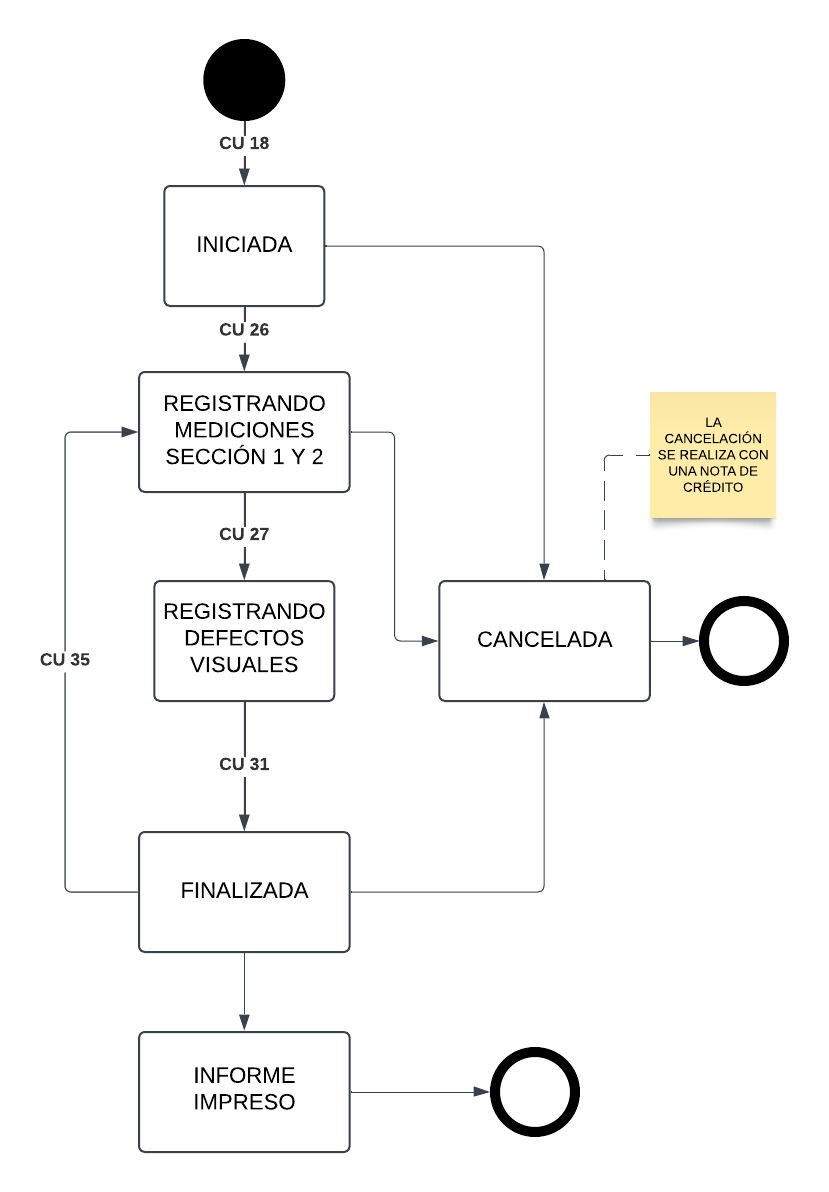 CU 18
INICIADA
CU 26
REGISTRANDO
MEDICIONES
SECCIÓN 1 Y 2
LA
CANCELACIÓN
SE REALIZA CON
UNA NOTA DE
CRÉDITO
CU 27
REGISTRANDO
DEFECTOS
VISUALES
CANCELADA
CU 35
CU 31
FINALIZADA
INFORME
IMPRESO